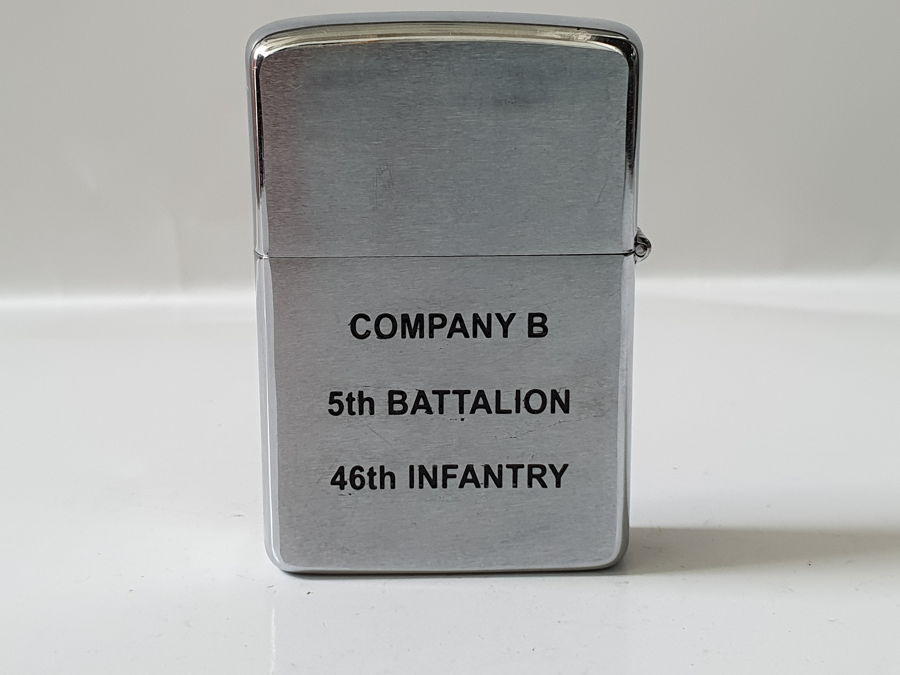 COMPANY B
5th BATTALION
46th INFANTRY